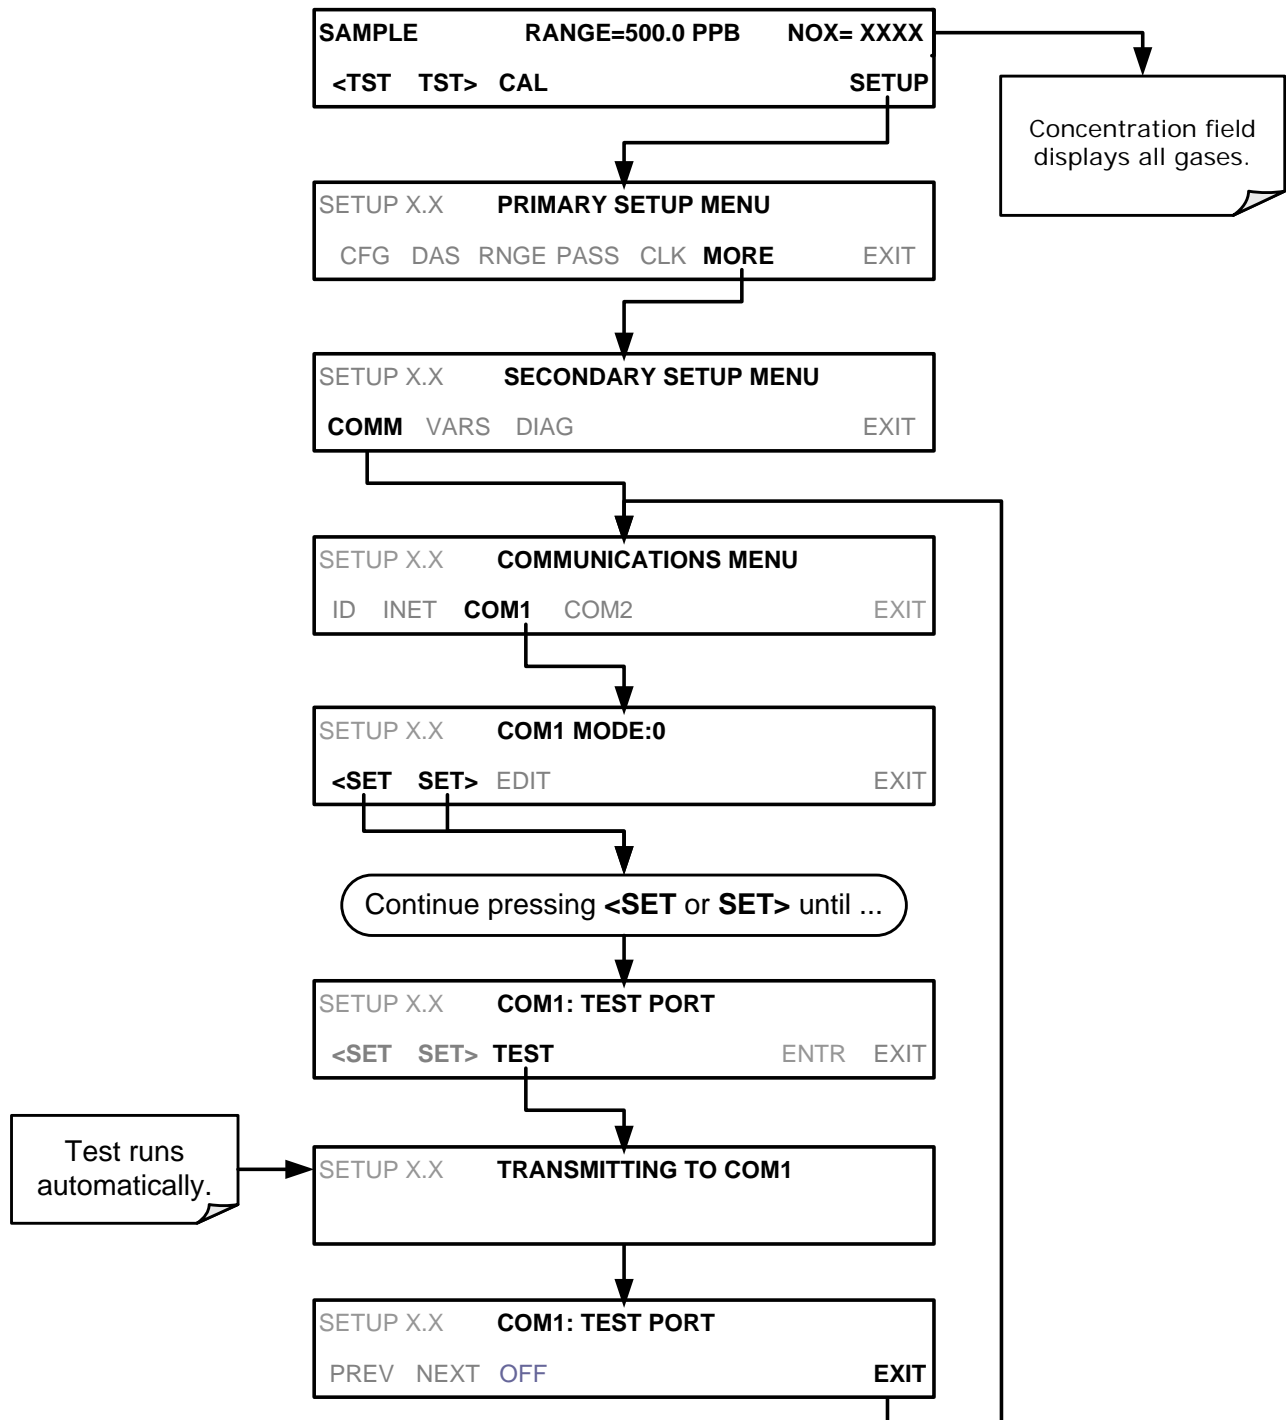 SAMPLE RANGE=500.0 PPB NOX= XXXX
<TST TST> CAL SETUP
Concentration field
displays all gases.
SETUP X.X PRIMARY SETUP MENU
CFG DAS RNGE PASS CLK MORE EXIT
SETUP X.X SECONDARY SETUP MENU
COMM VARS DIAG EXIT
SETUP X.X COMMUNICATIONS MENU
ID INET COM1 COM2 EXIT
SETUP X.X COM1 MODE:0
<SET SET> EDIT EXIT
Continue pressing <SET or SET> until ...
SETUP X.X COM1: TEST PORT
<SET SET> TEST ENTR EXIT
Test runs
automatically.
SETUP X.X TRANSMITTING TO COM1
SETUP X.X COM1: TEST PORT
PREV NEXT OFF EXIT